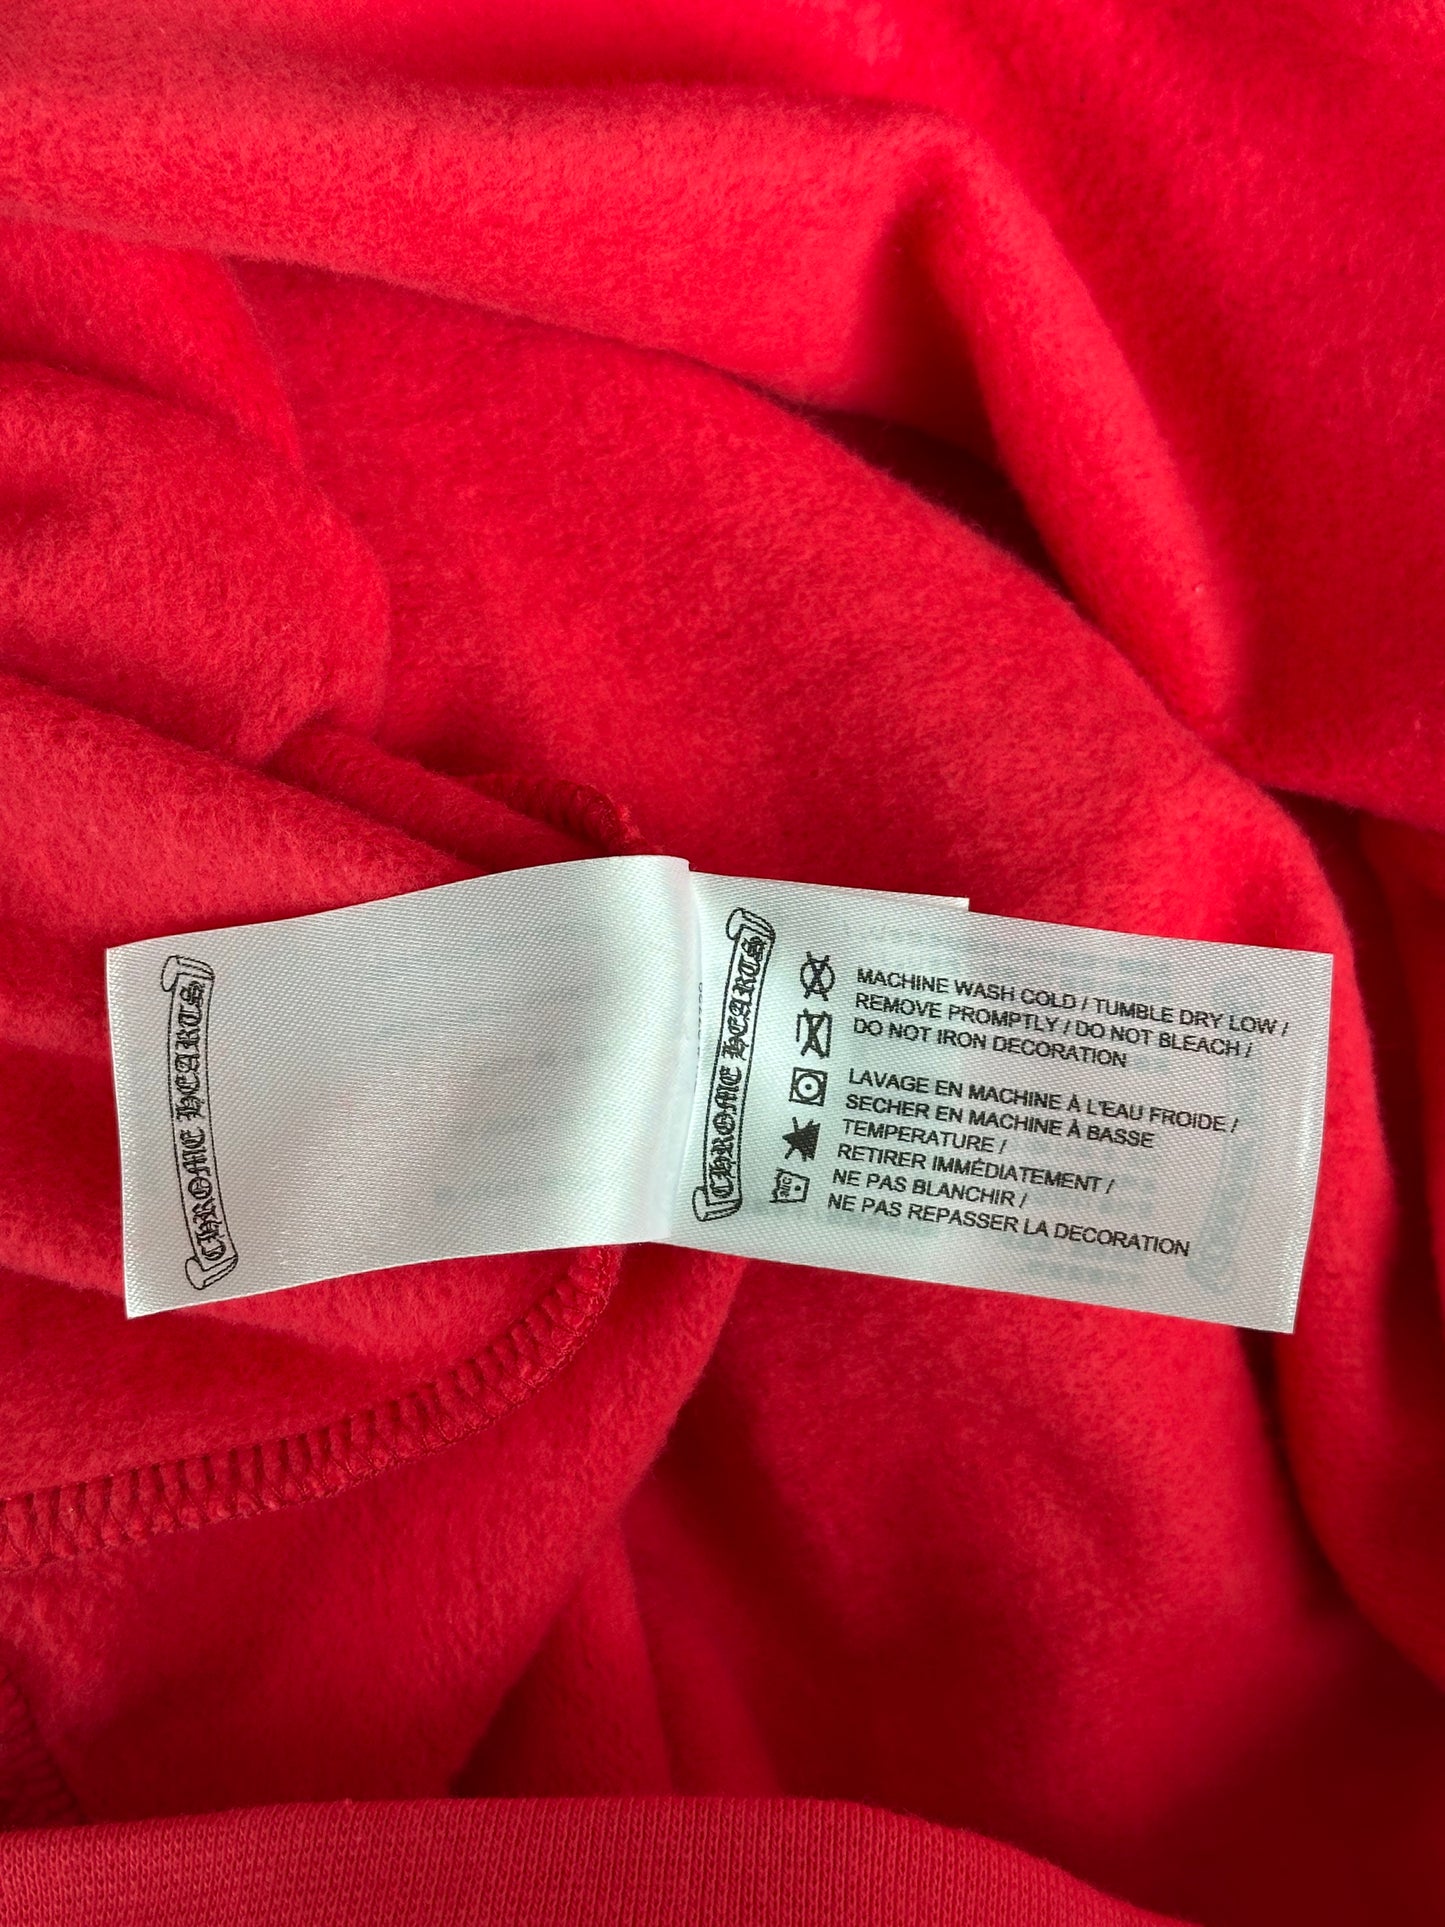 CHROME HEARTS
CHROME HEARTS
MACHINE WASH COLD / TUMBLE DRY LOW /
REMOVE PROMPTLY / DO NOT BLEACH /
DO NOT IRON DECORATION
LAVAGE EN MACHINE À L'EAU FROIDE /
SECHER EN MACHINE À BASSE
TEMPERATURE /
RETIRER IMMÉDIATEMENT /
NE PAS BLANCHIR /
NE PAS REPASSER LA DECORATION